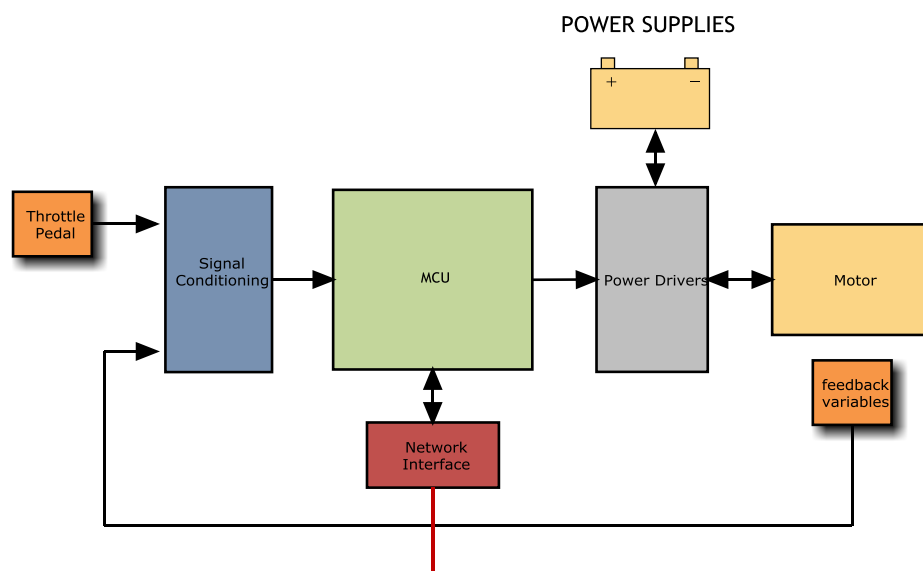 POWER SUPPLIES
+ −
Throttle
Pedal
Signal
Conditioning
MCU
Power Drivers
Motor
feedback
variables
Network
Interface